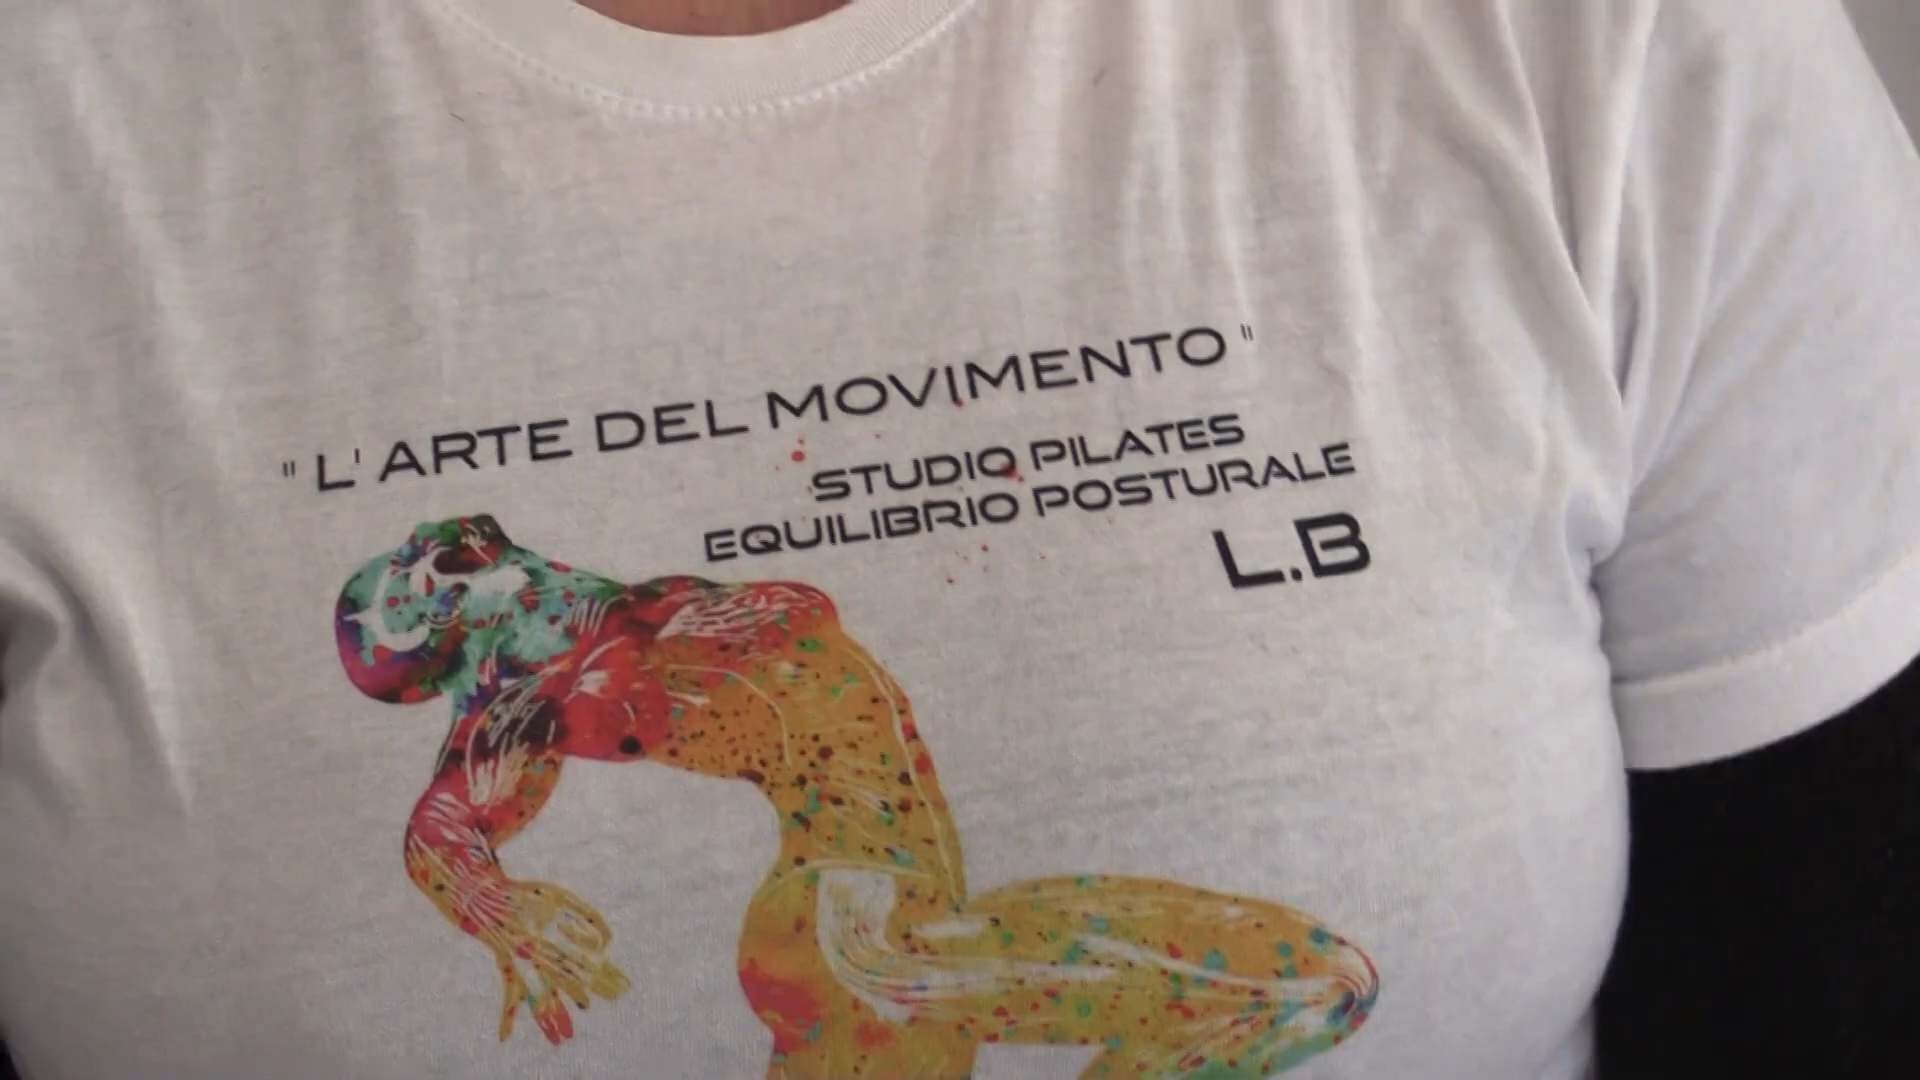 " L' ARTE DEL MOVIMENTO "
STUDIO PILATES
EQUILIBRIO POSTURALE
L.B